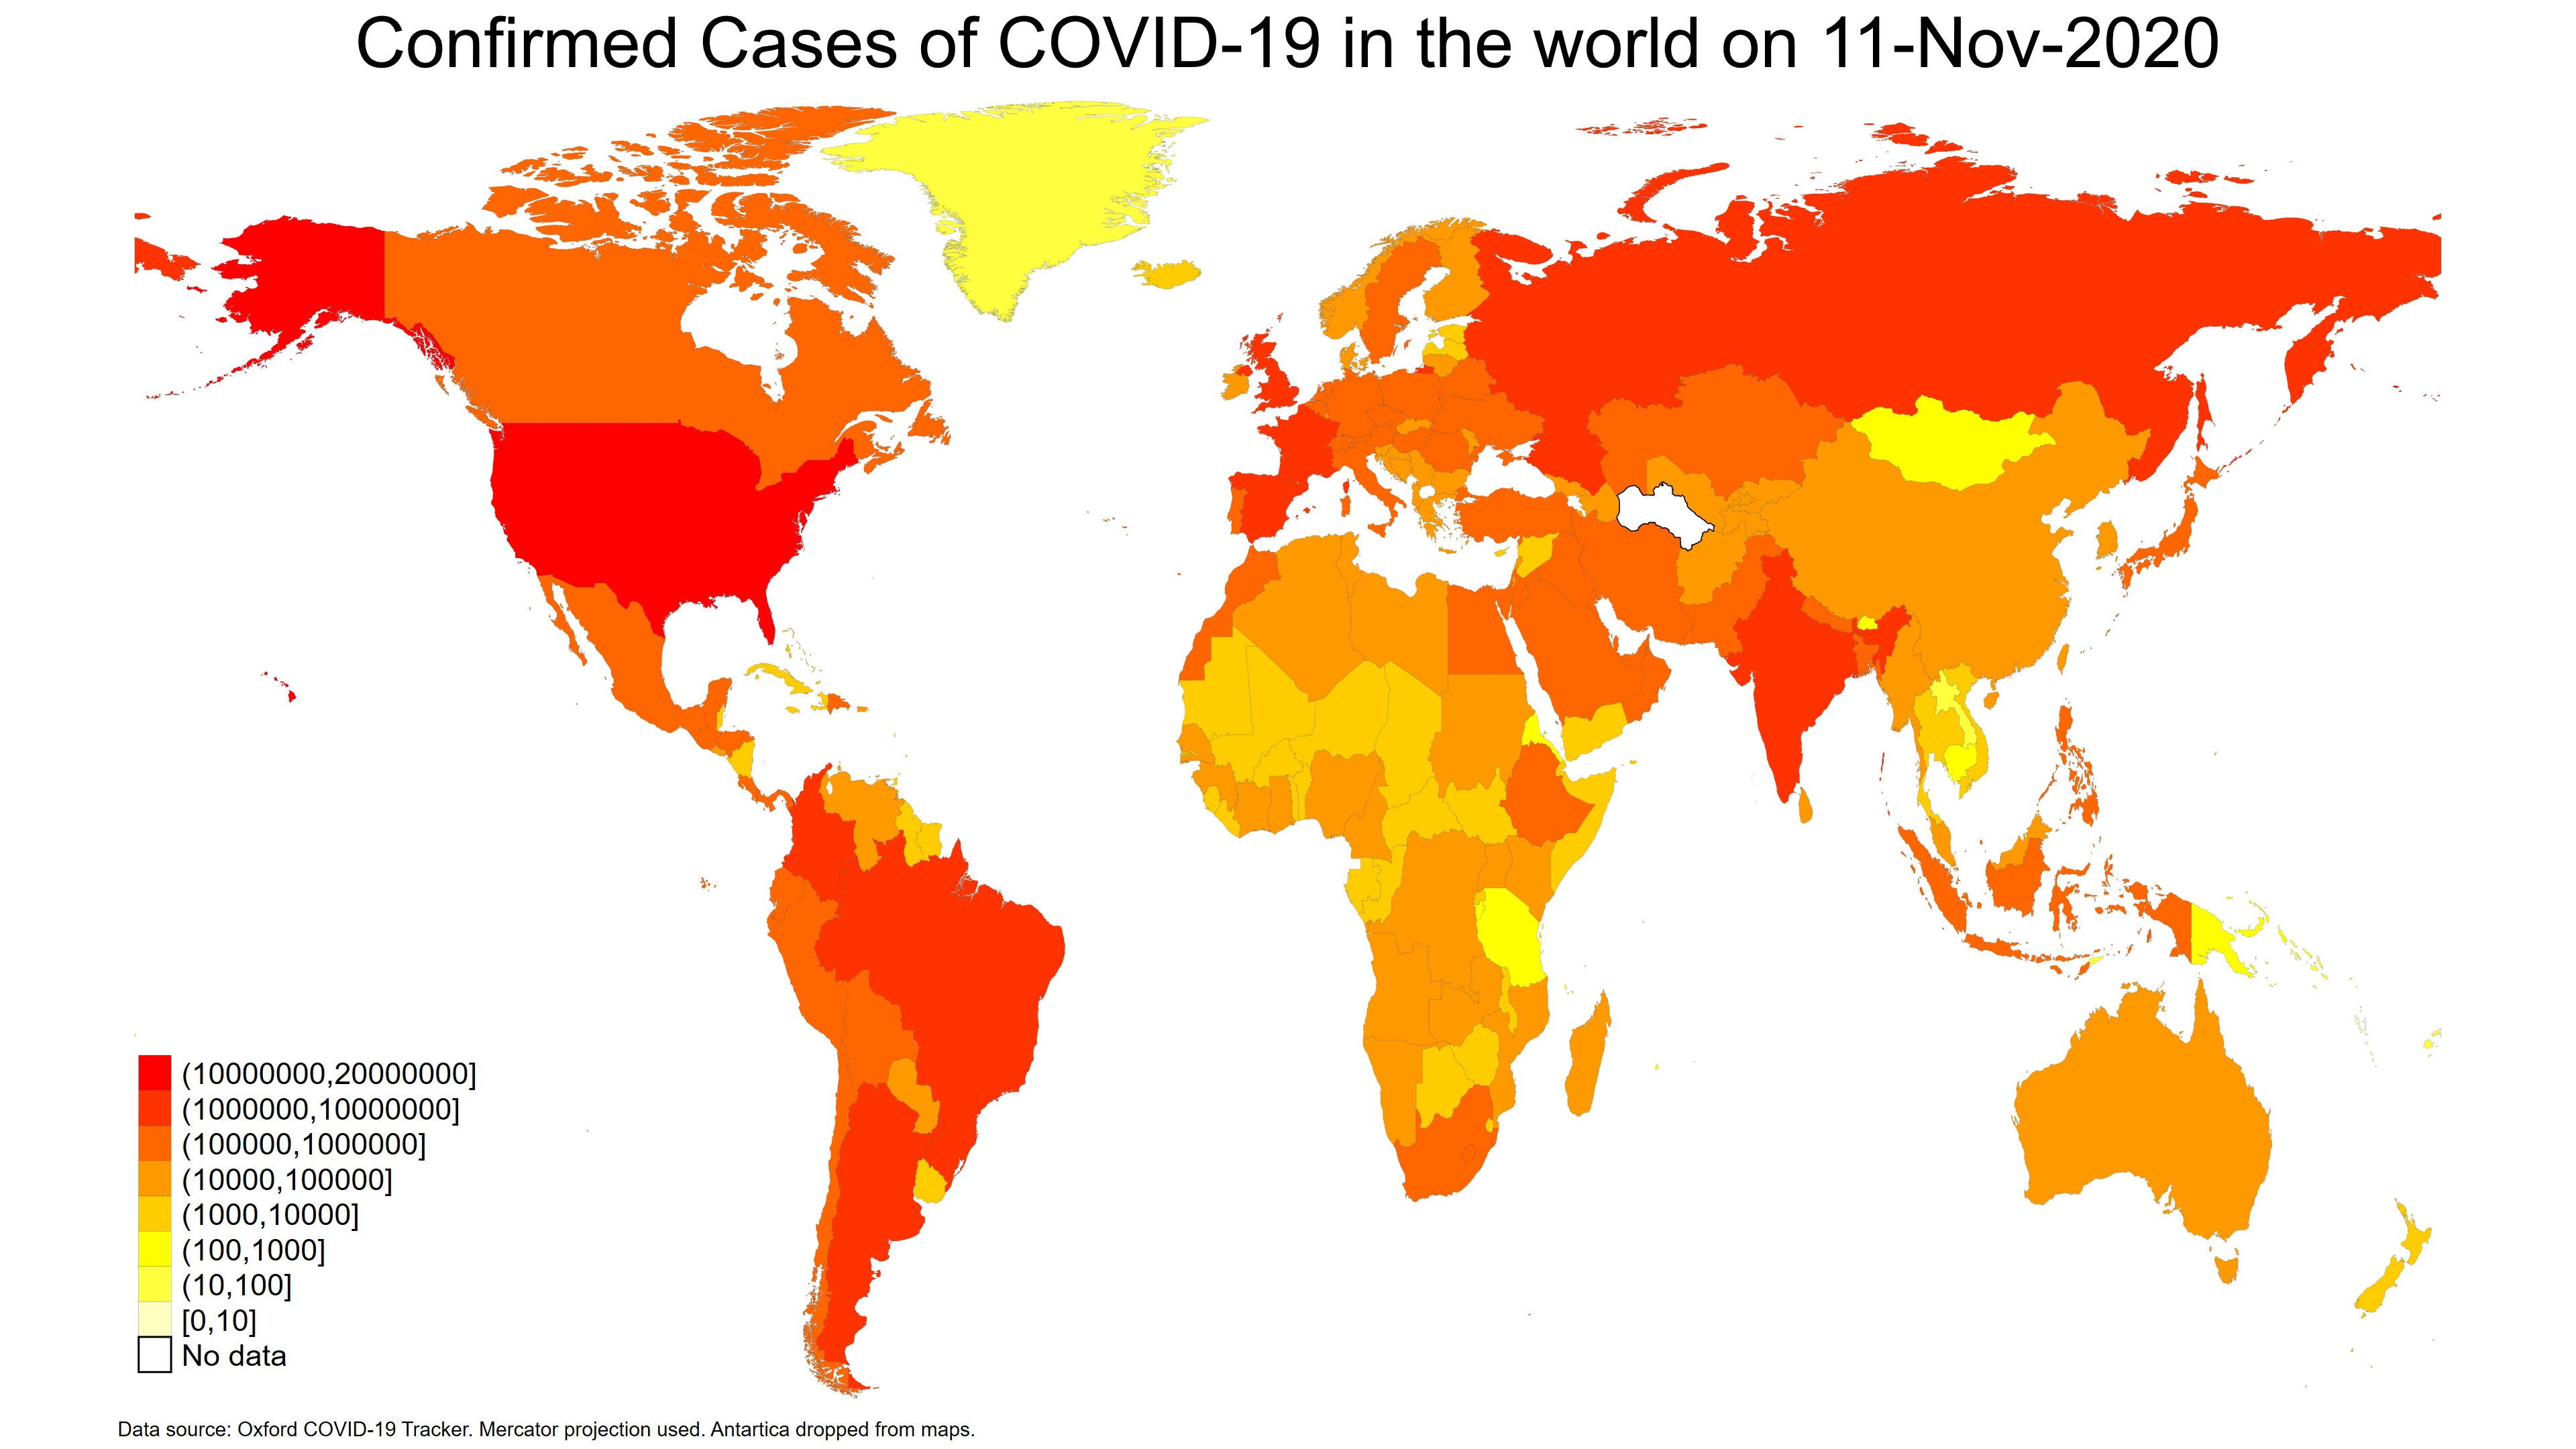 Confirmed Cases of COVID-19 in the world on 11-Nov-2020
(10000000,20000000]
(1000000,10000000]
(100000,1000000]
(10000,100000]
(1000,10000]
(100,1000]
(10,100]
[0,10]
No data
Data source: Oxford COVID-19 Tracker. Mercator projection used. Antartica dropped from maps.